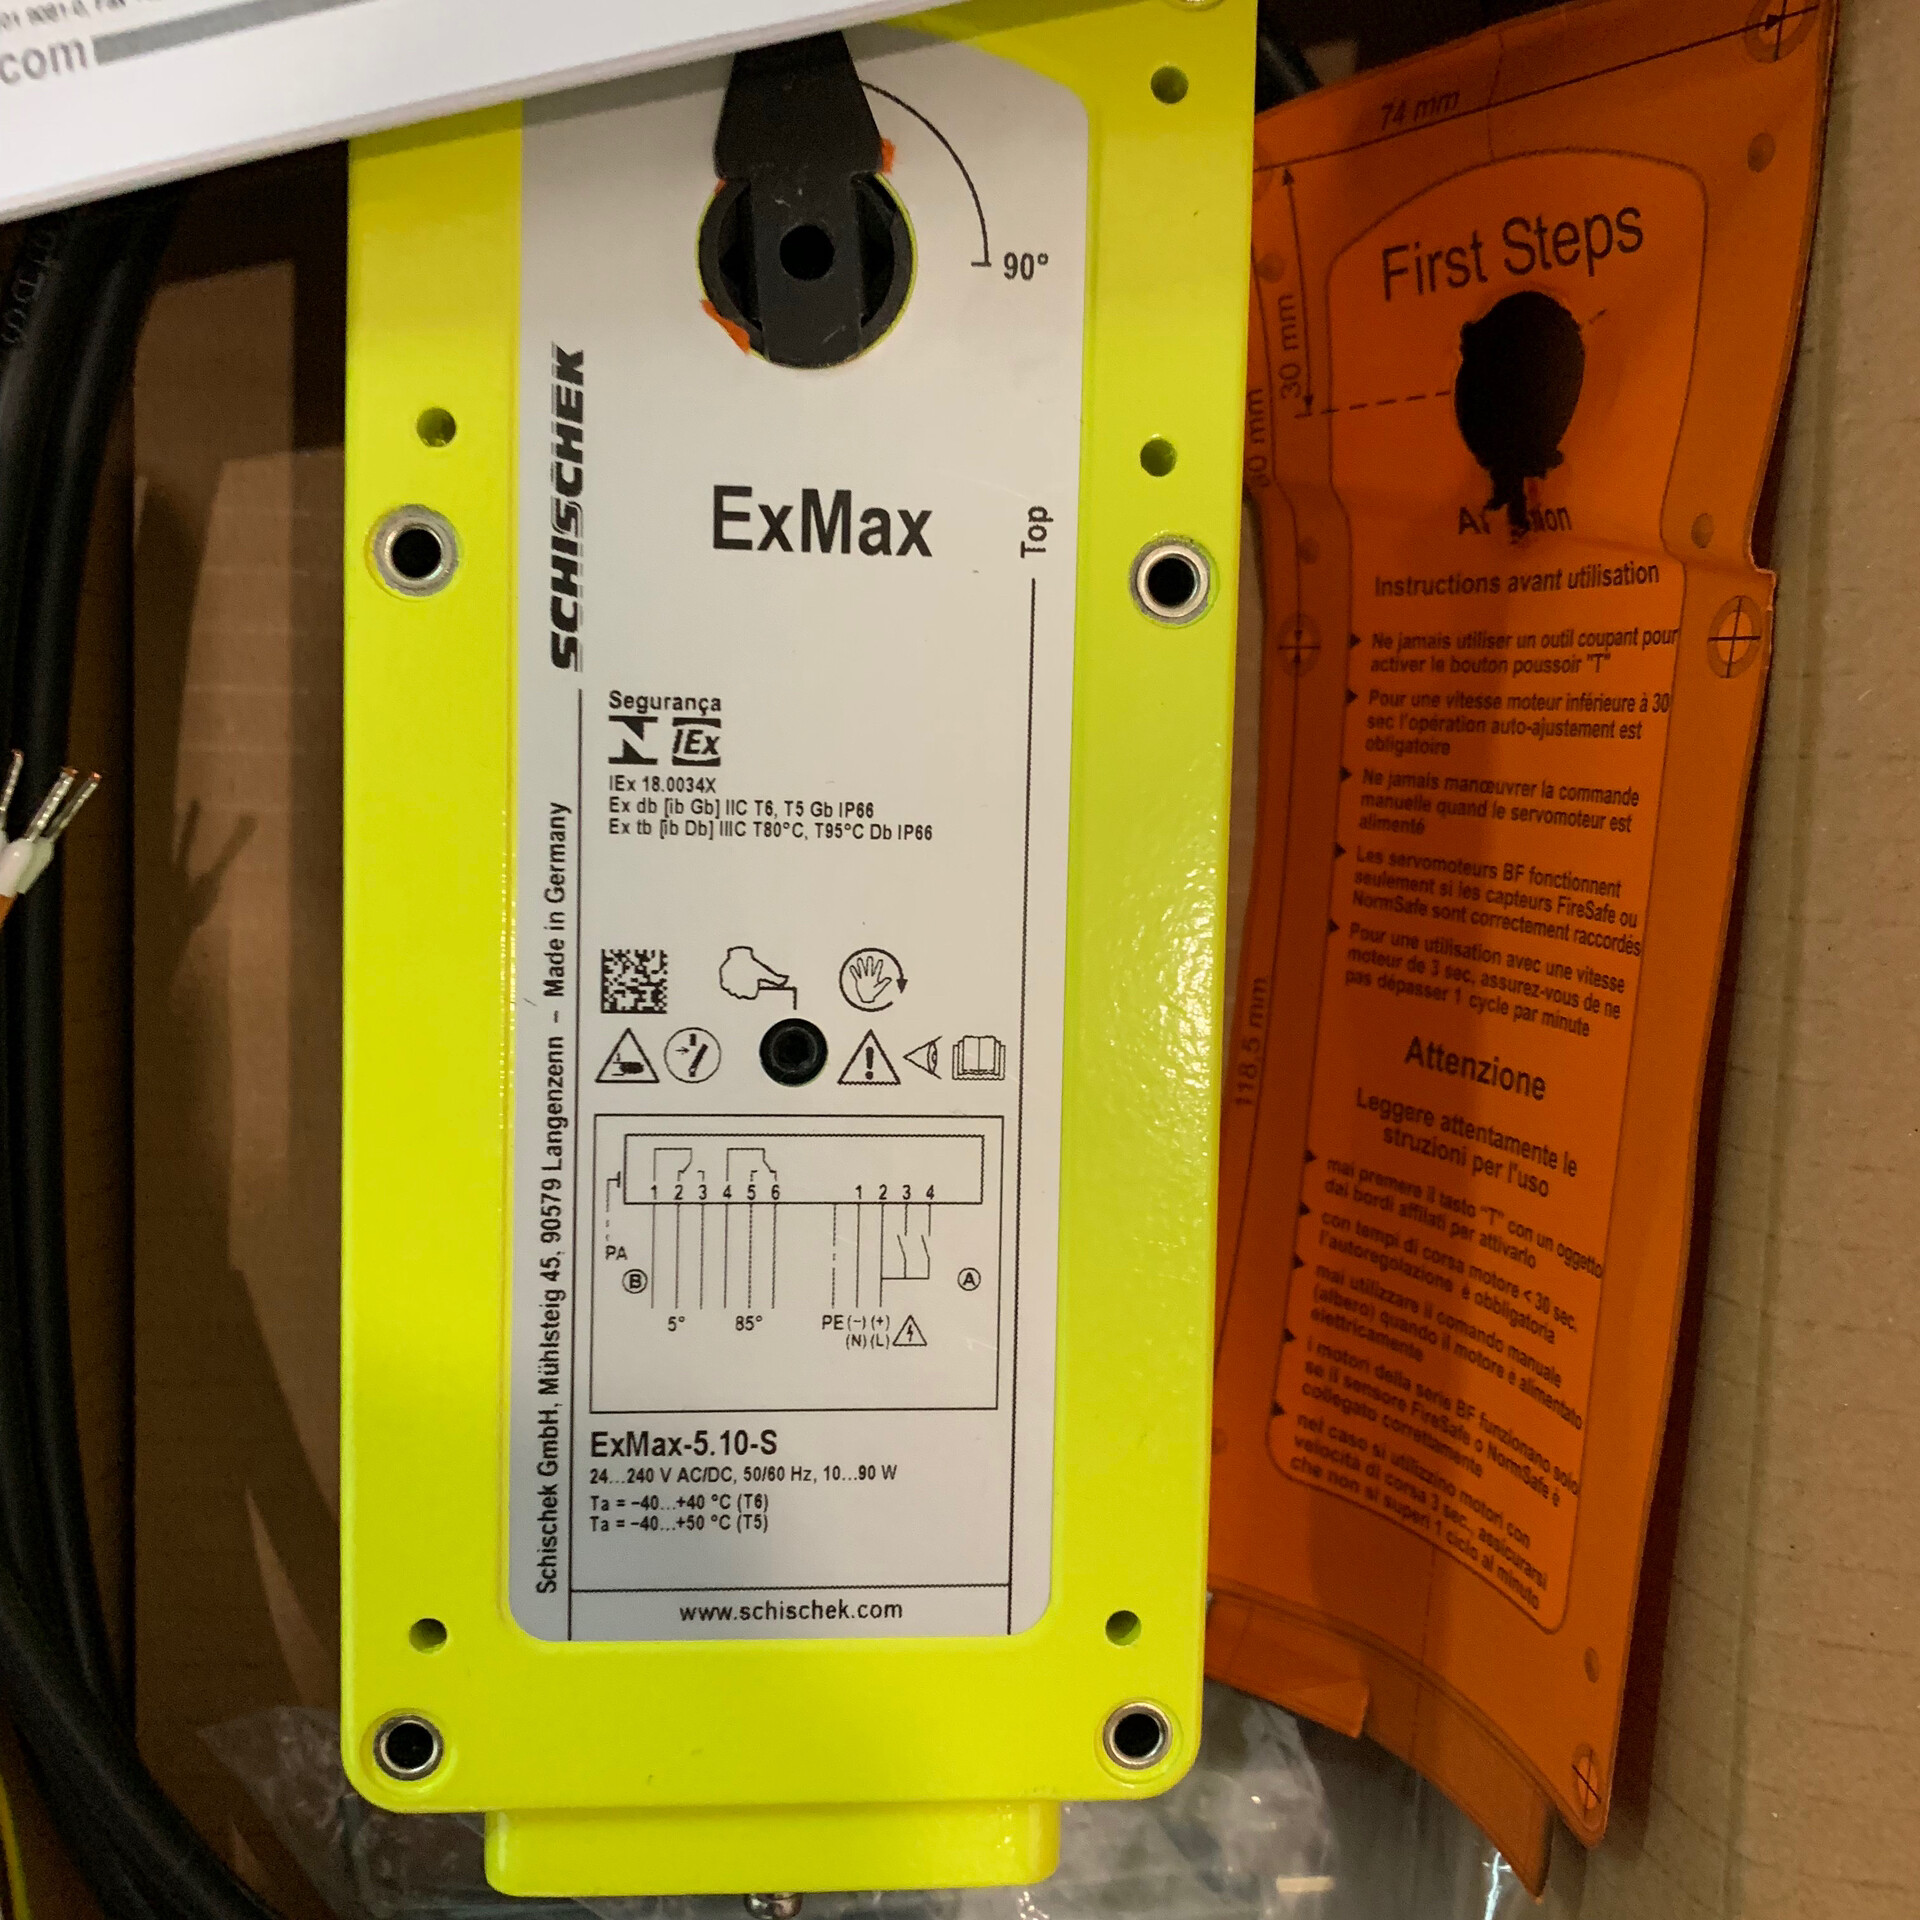 com
90°
SCHISCHEK
ExMax
Top
Segurança
IEx
IEx 18.0034X
Ex db [ib Gb] IIC T6, T5 Gb IP66
Ex tb [ib Db] IIIC T80°C, T95°C Db IP66
Schischek GmbH, Mühlsteig 45, 90579 Langenzenn – Made in Germany
1 2 3 4 5 6 1 2 3 4
PA
B
A
5° 85° PE (−) (+)
(N) (L)
ExMax-5.10-S
24...240 V AC/DC, 50/60 Hz, 10...90 W
Ta = −40...+40 °C (T6)
Ta = −40...+50 °C (T5)
www.schischek.com
74 mm
First Steps
30 mm
118,5 mm
Instructions avant utilisation
Ne jamais utiliser un outil coupant pour
activer le bouton poussoir "T"
Pour une vitesse moteur inférieure à 30
sec l'opération auto-ajustement est
obligatoire
Ne jamais manœuvrer la commande
manuelle quand le servomoteur est
alimenté
Les servomoteurs BF fonctionnent
seulement si les capteurs FireSafe ou
NormSafe sont correctement raccordés
Pour une utilisation avec une vitesse
moteur de 3 sec, assurez-vous de ne
pas dépasser 1 cycle par minute
Attenzione
Leggere attentamente le
struzioni per l'uso
mai premere il tasto "T" con un oggetto
dai bordi affilati per attivarlo
con tempi di corsa motore < 30 sec.
l'autoregolazione è obbligatoria
mai utilizzare il comando manuale
(albero) quando il motore è alimentato
elettricamente
i motori della serie BF funzionano solo
se il sensore FireSafe o NormSafe è
collegato correttamente
nel caso si utilizzino motori con
velocità di corsa 3 sec., assicurarsi
che non si superi 1 ciclo al minuto